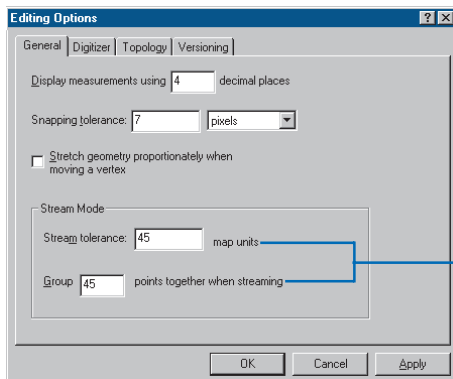 Editing Options
General Digitizer Topology Versioning
Display measurements using 4 decimal places
Snapping tolerance: 7 pixels
Stretch geometry proportionately when
moving a vertex
Stream Mode
Stream tolerance: 45 map units
Group 45 points together when streaming
OK Cancel Apply